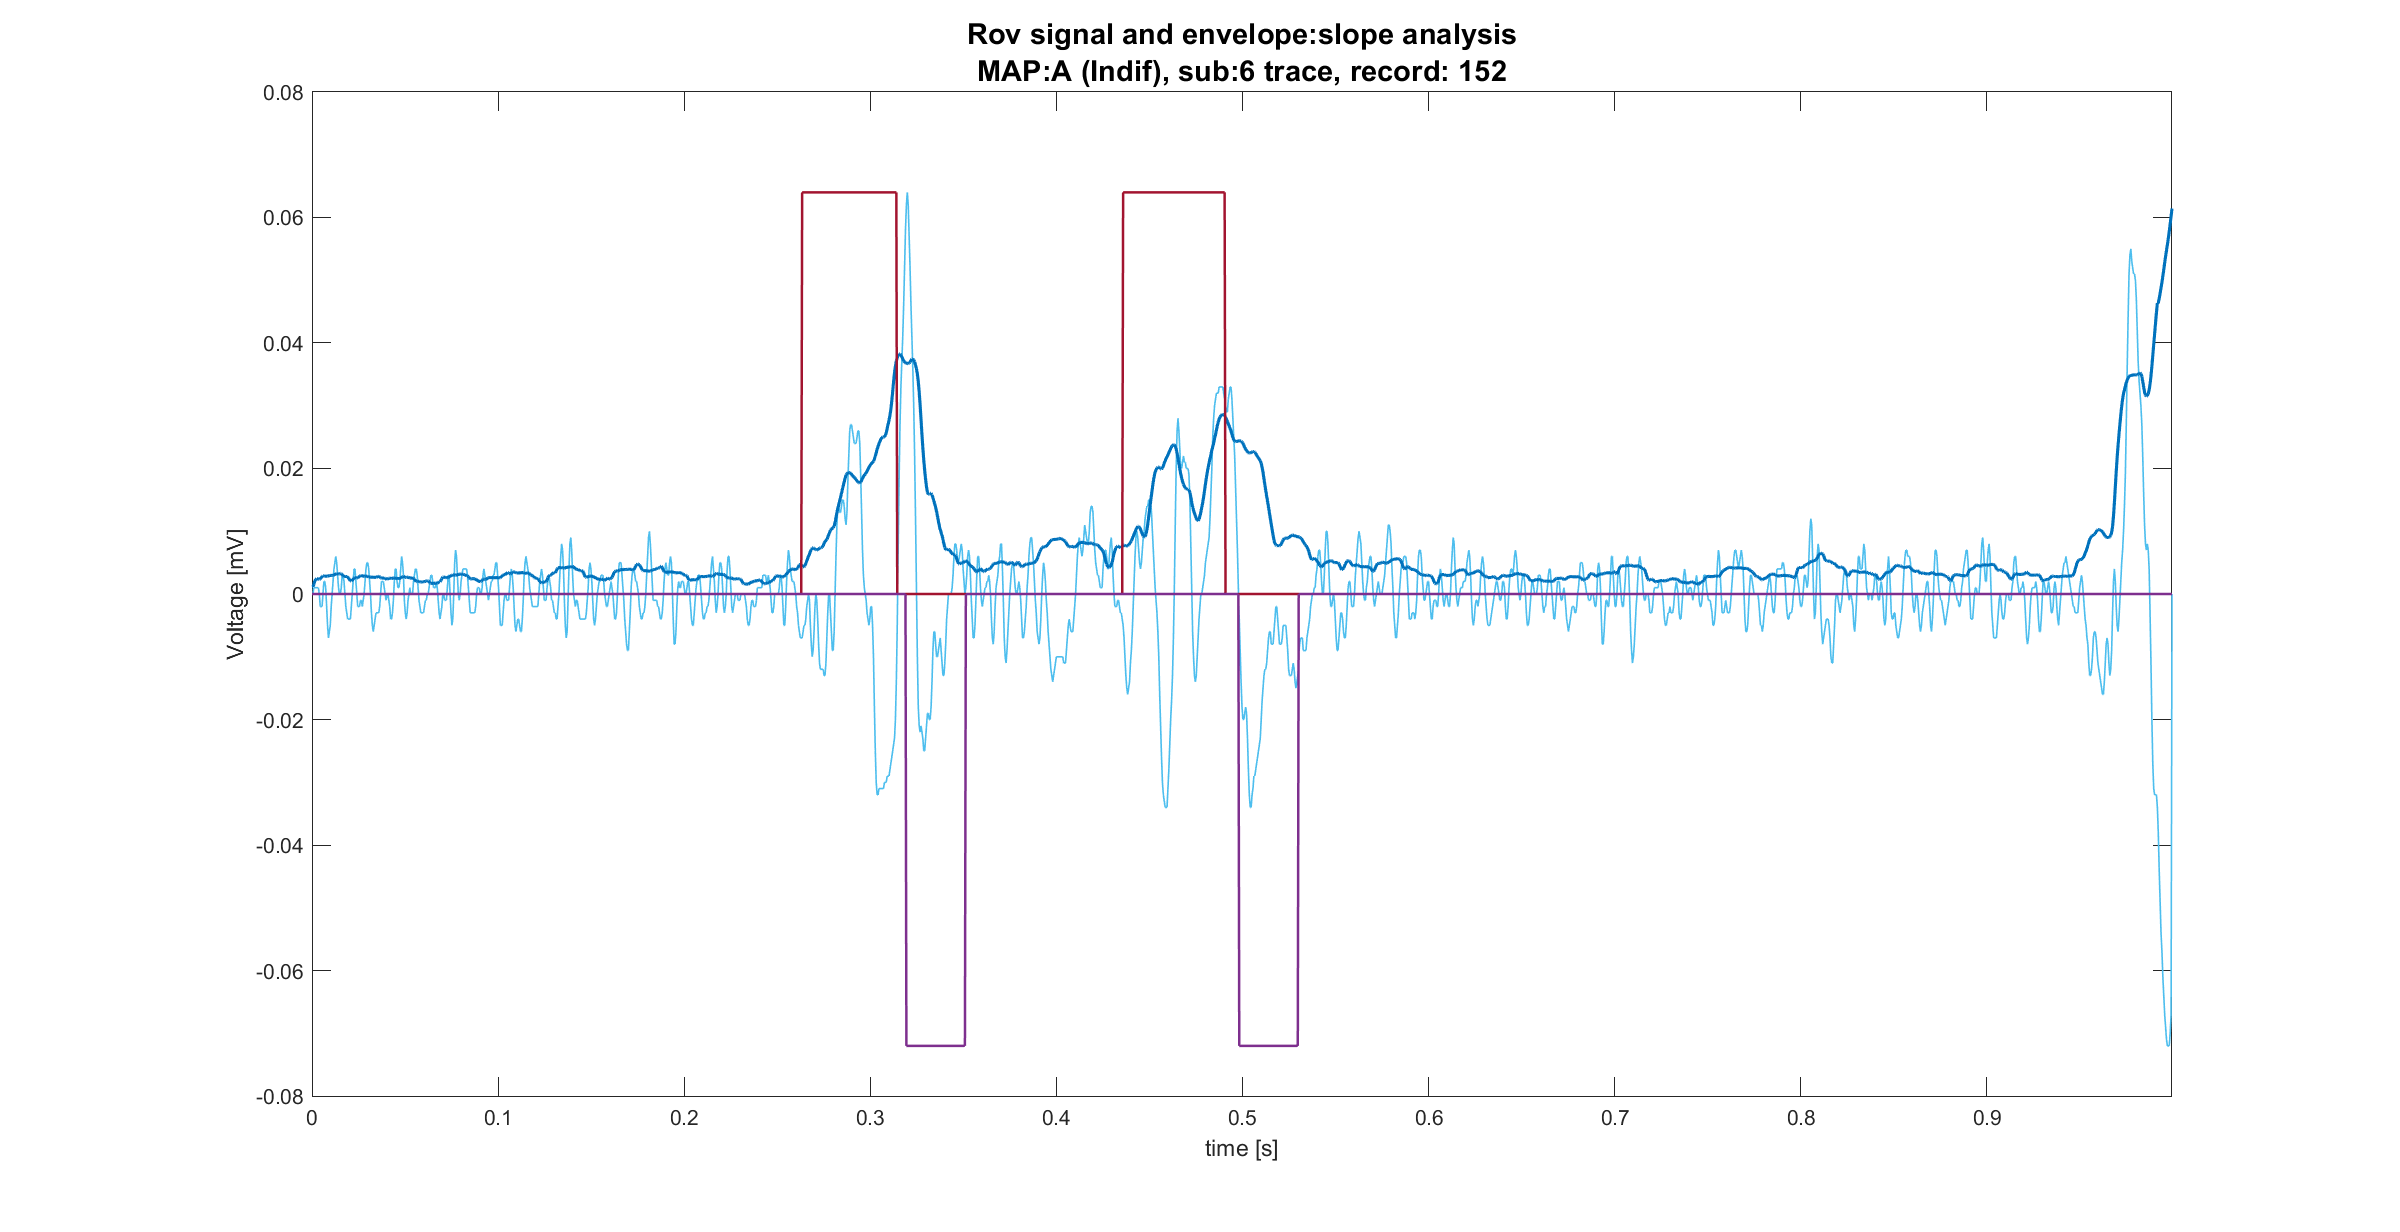 Rov signal and envelope:slope analysis
MAP:A (Indif), sub:6 trace, record: 152
0.08
0.06
0.04
0.02
0
-0.02
-0.04
-0.06
-0.08
Voltage [mV]
0 0.1 0.2 0.3 0.4 0.5 0.6 0.7 0.8 0.9
time [s]